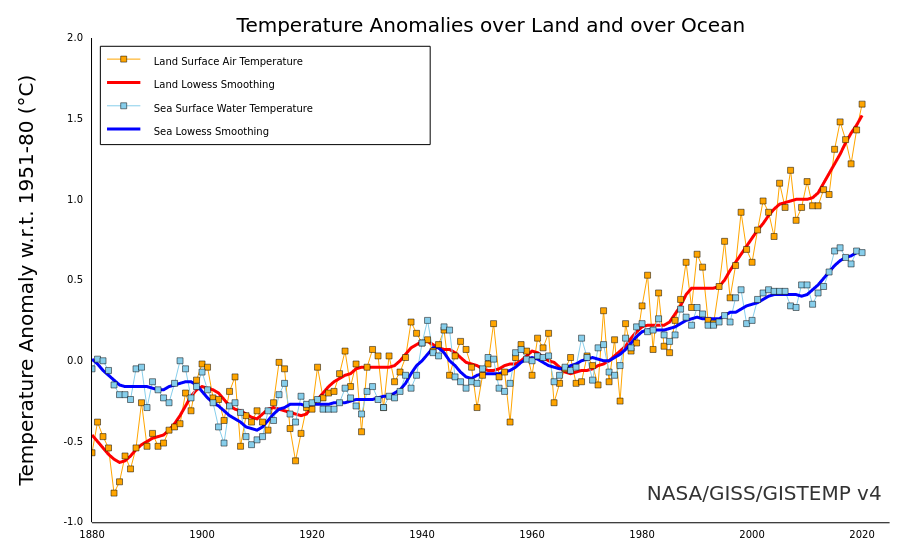 Temperature Anomalies over Land and over Ocean
Temperature Anomaly w.r.t. 1951-80 (°C)
2.0
1.5
1.0
0.5
0.0
-0.5
-1.0
Land Surface Air Temperature
Land Lowess Smoothing
Sea Surface Water Temperature
Sea Lowess Smoothing
NASA/GISS/GISTEMP v4
1880 1900 1920 1940 1960 1980 2000 2020